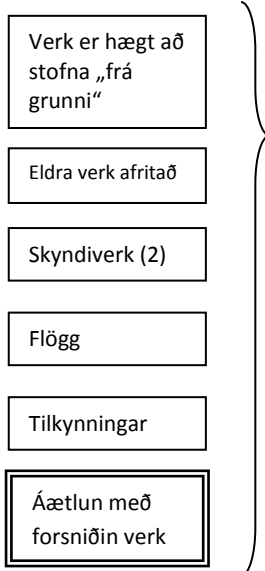 Verk er hægt að
stofna „frá
grunni“
Eldra verk afritað
Skyndiverk (2)
Flögg
Tilkynningar
Áætlun með
forsniðin verk